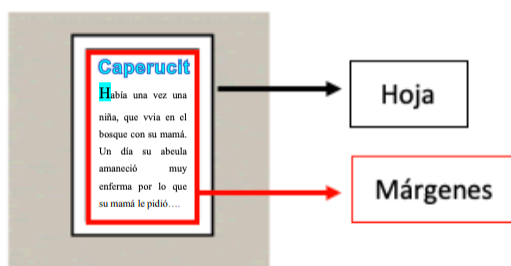 Caperucit
Había una vez una
niña, que vvia en el
bosque con su mamá.
Un día su abeula
amaneció muy
enferma por lo que
su mamá le pidió….
Hoja
Márgenes